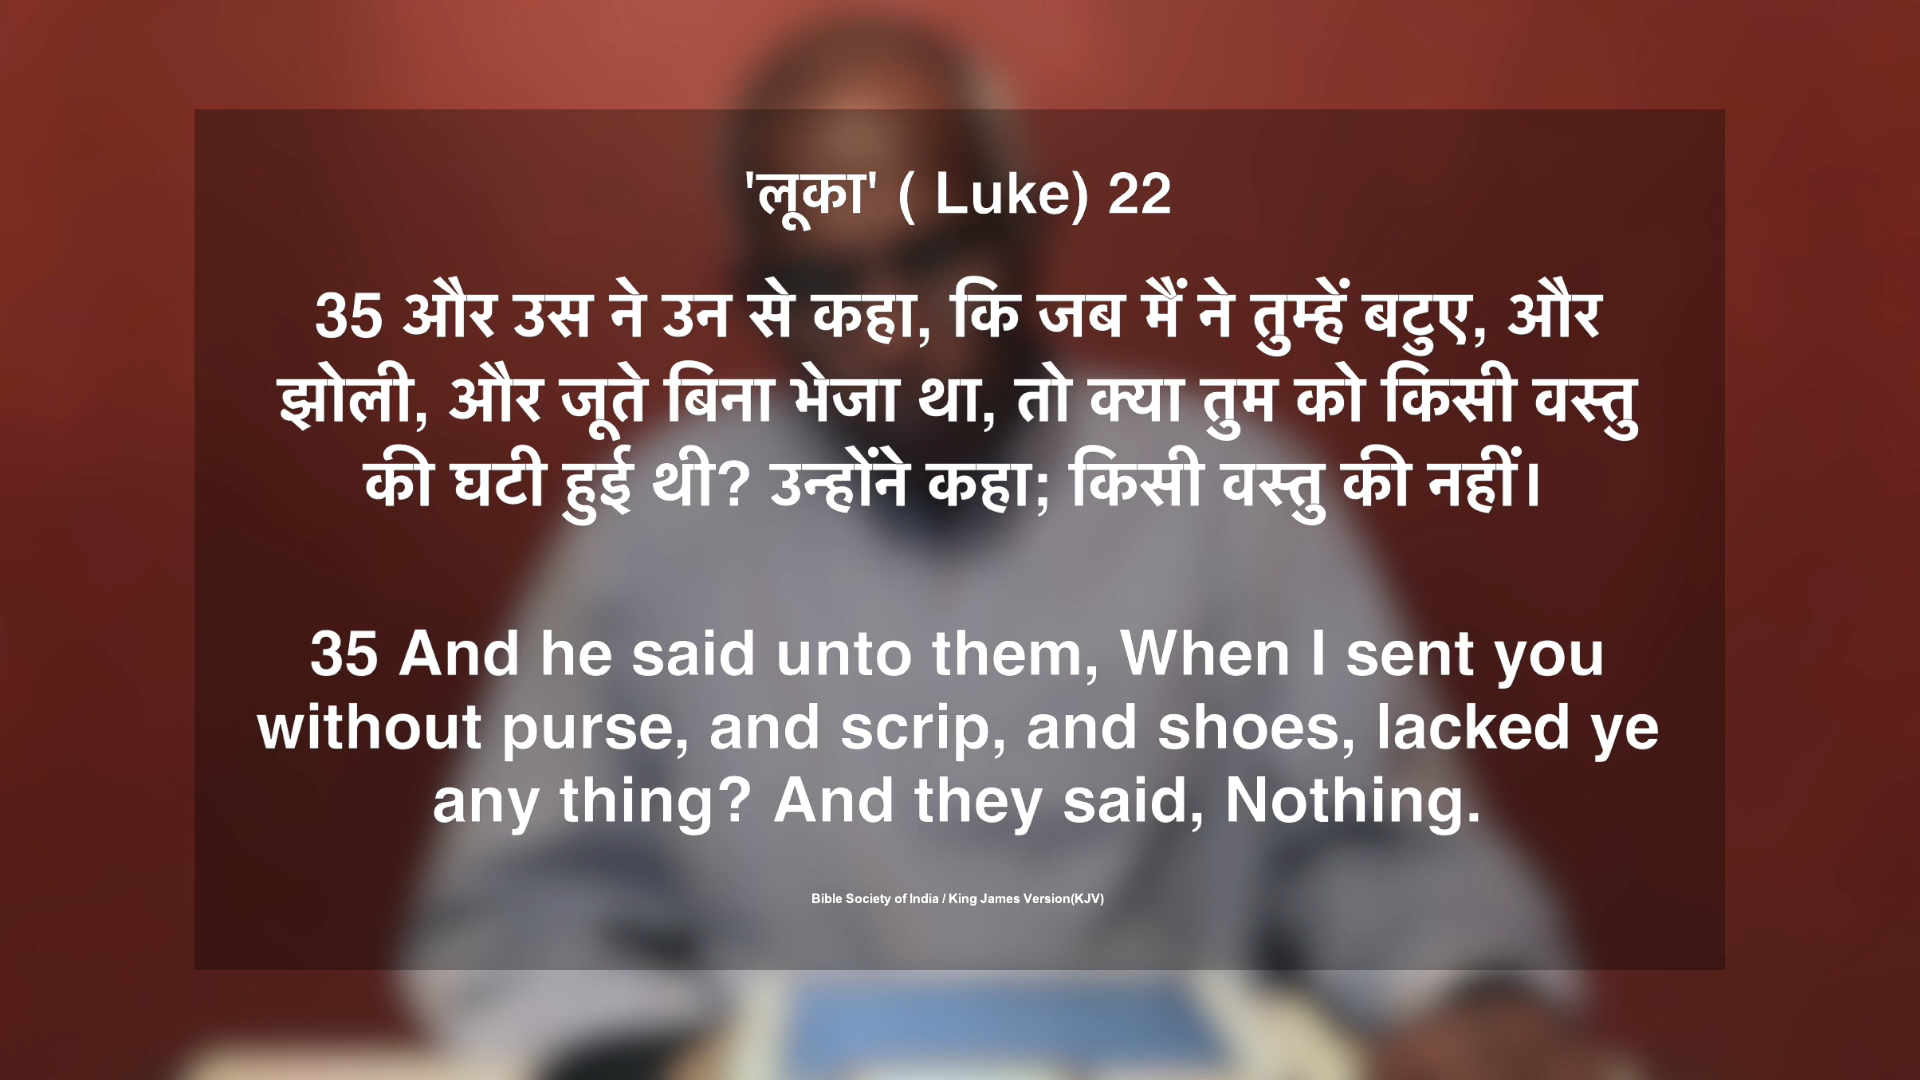 'लूका' ( Luke) 22
35 और उस ने उन से कहा, कि जब मैं ने तुम्हें बटुए, और
झोली, और जूते बिना भेजा था, तो क्या तुम को किसी वस्तु
की घटी हुई थी? उन्होंने कहा; किसी वस्तु की नहीं।
35 And he said unto them, When I sent you
without purse, and scrip, and shoes, lacked ye
any thing? And they said, Nothing.
Bible Society of India / King James Version(KJV)